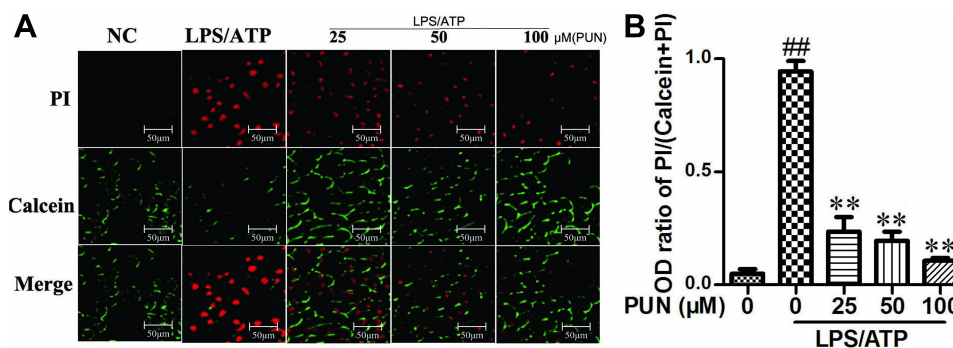 A
LPS/ATP
NC LPS/ATP 25 50 100 μM(PUN)
PI
50μm 50μm 50μm 50μm 50μm
Calcein
50μm 50μm 50μm 50μm 50μm
Merge
50μm 50μm 50μm 50μm 50μm
B
OD ratio of PI/(Calcein+PI)
1.0
0.5
0.0
##
**
**
**
PUN (μM) 0 0 25 50 100
LPS/ATP